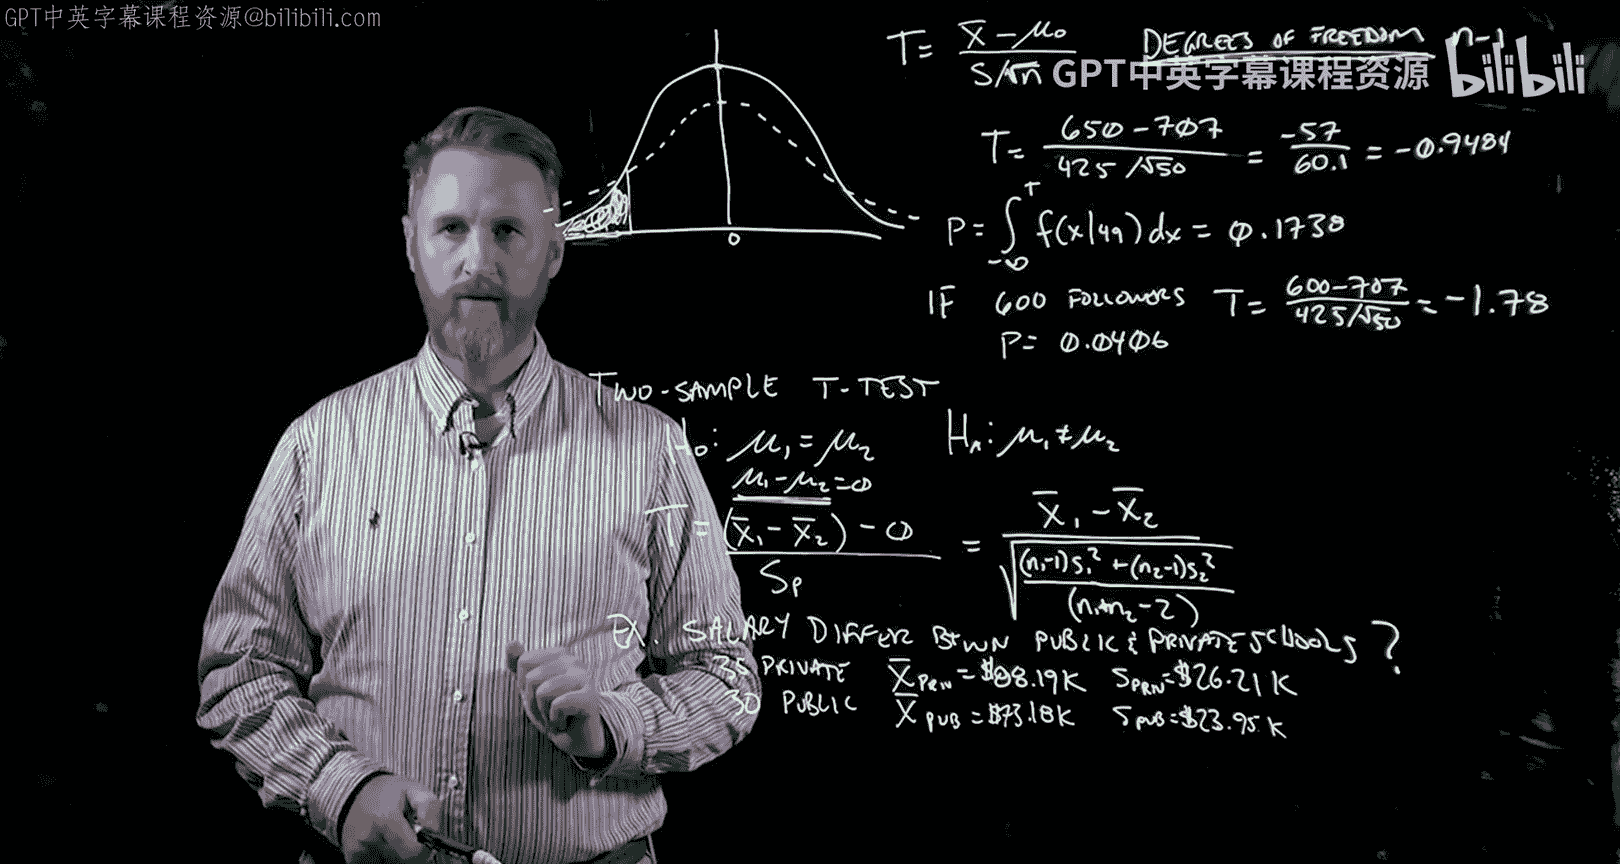 GPT中英字幕课程资源@bilibili.com
T = (X̄ - μ₀)/(S/√n) DEGREES OF FREEDOM n-1
GPT中英字幕课程资源 bilibili
T = (650-707)/(425/√50) = -57/60.1 = -0.9484
P = ∫_{-∞}^{T} f(x|49)dx = 0.1738
0
IF 600 FOLLOWERS T = (600-707)/(425/√50) = -1.78
P = 0.0406
TWO-SAMPLE T-TEST
H₀: μ₁ = μ₂ Hₐ: μ₁ ≠ μ₂
μ₁ - μ₂ = 0
T = ((X̄₁ - X̄₂) - 0)/Sp = (X̄₁ - X̄₂)/√(((n₁-1)s₁² + (n₂-1)s₂²)/(n₁+n₂-2))
EX. SALARY DIFFER BTWN PUBLIC & PRIVATE SCHOOLS?
35 PRIVATE X̄PRIV = $ 8.19K SPRIV = $26.21K
30 PUBLIC X̄PUB = $73.18K SPUB = $23.95K